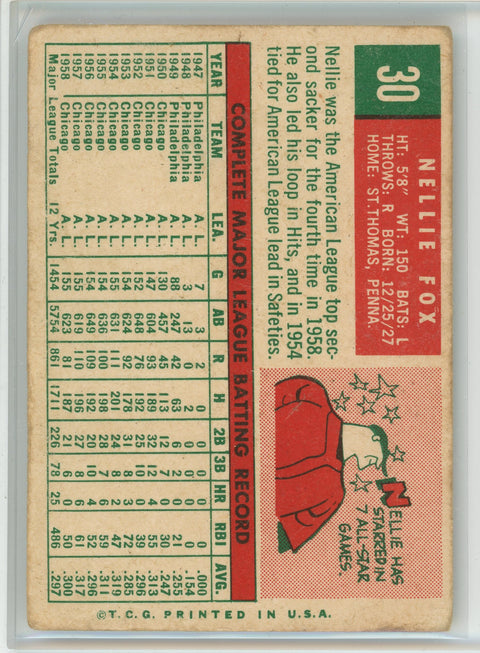 30
NELLIE FOX
HT: 5'8" WT: 150 BATS: L
THROWS: R BORN: 12/25/27
HOME: ST. THOMAS, PENNA.
Nellie was the American League top sec-
ond sacker for the fourth time in 1958.
He also led his loop in Hits, and in 1954
tied for American League lead in Safeties.
NELLIE HAS
STARRED IN
7 ALL-STAR
GAMES.
COMPLETE MAJOR LEAGUE BATTING RECORD
YEAR TEAM LEA. G AB R H 2B 3B HR RBI AVG.
1947 Philadelphia A. L. 7 3 2 0 0 0 0 0 .000
1948 Philadelphia A. L. 3 13 0 2 0 0 0 0 .154
1949 Philadelphia A. L. 88 247 42 63 6 2 0 21 .255
1950 Chicago A. L. 130 457 45 113 12 7 0 30 .247
1951 Chicago A. L. 147 604 93 189 32 12 4 55 .313
1952 Chicago A. L. 152 648 76 192 25 10 0 39 .296
1953 Chicago A. L. 154 624 92 178 31 8 3 72 .285
1954 Chicago A. L. 155 631 111 201 24 8 2 47 .319
1955 Chicago A. L. 154 636 100 198 28 7 6 59 .311
1956 Chicago A. L. 154 649 109 192 20 10 4 52 .296
1957 Chicago A. L. 155 619 110 196 27 8 6 61 .317
1958 Chicago A. L. 155 623 82 187 21 6 0 50 .300
Major League Totals 12 Yrs. 1454 5754 862 1711 226 78 25 486 .297
©T.C.G. PRINTED IN U.S.A.